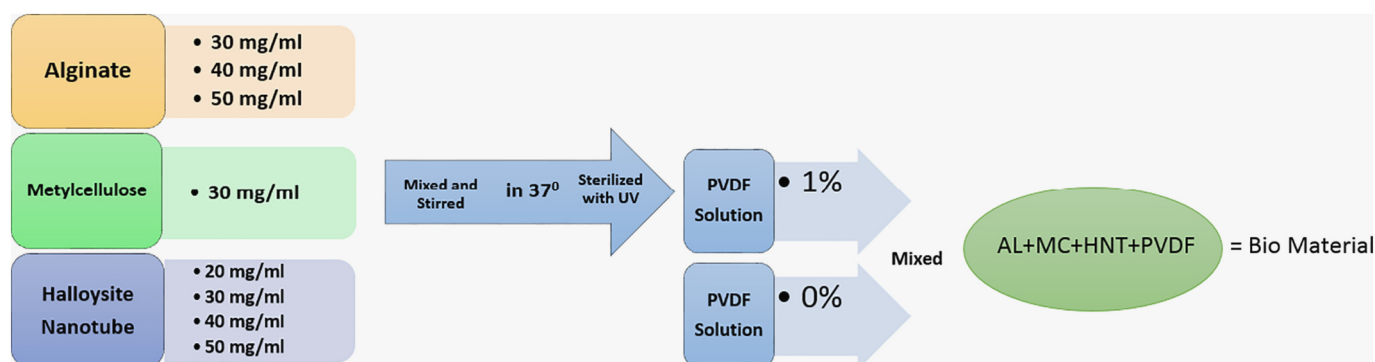 Alginate
• 30 mg/ml
• 40 mg/ml
• 50 mg/ml
Metylcellulose
• 30 mg/ml
Halloysite
Nanotube
• 20 mg/ml
• 30 mg/ml
• 40 mg/ml
• 50 mg/ml
Mixed and
Stirred
in 37⁰
Sterilized
with UV
PVDF
Solution
• 1%
PVDF
Solution
• 0%
Mixed
AL+MC+HNT+PVDF
= Bio Material